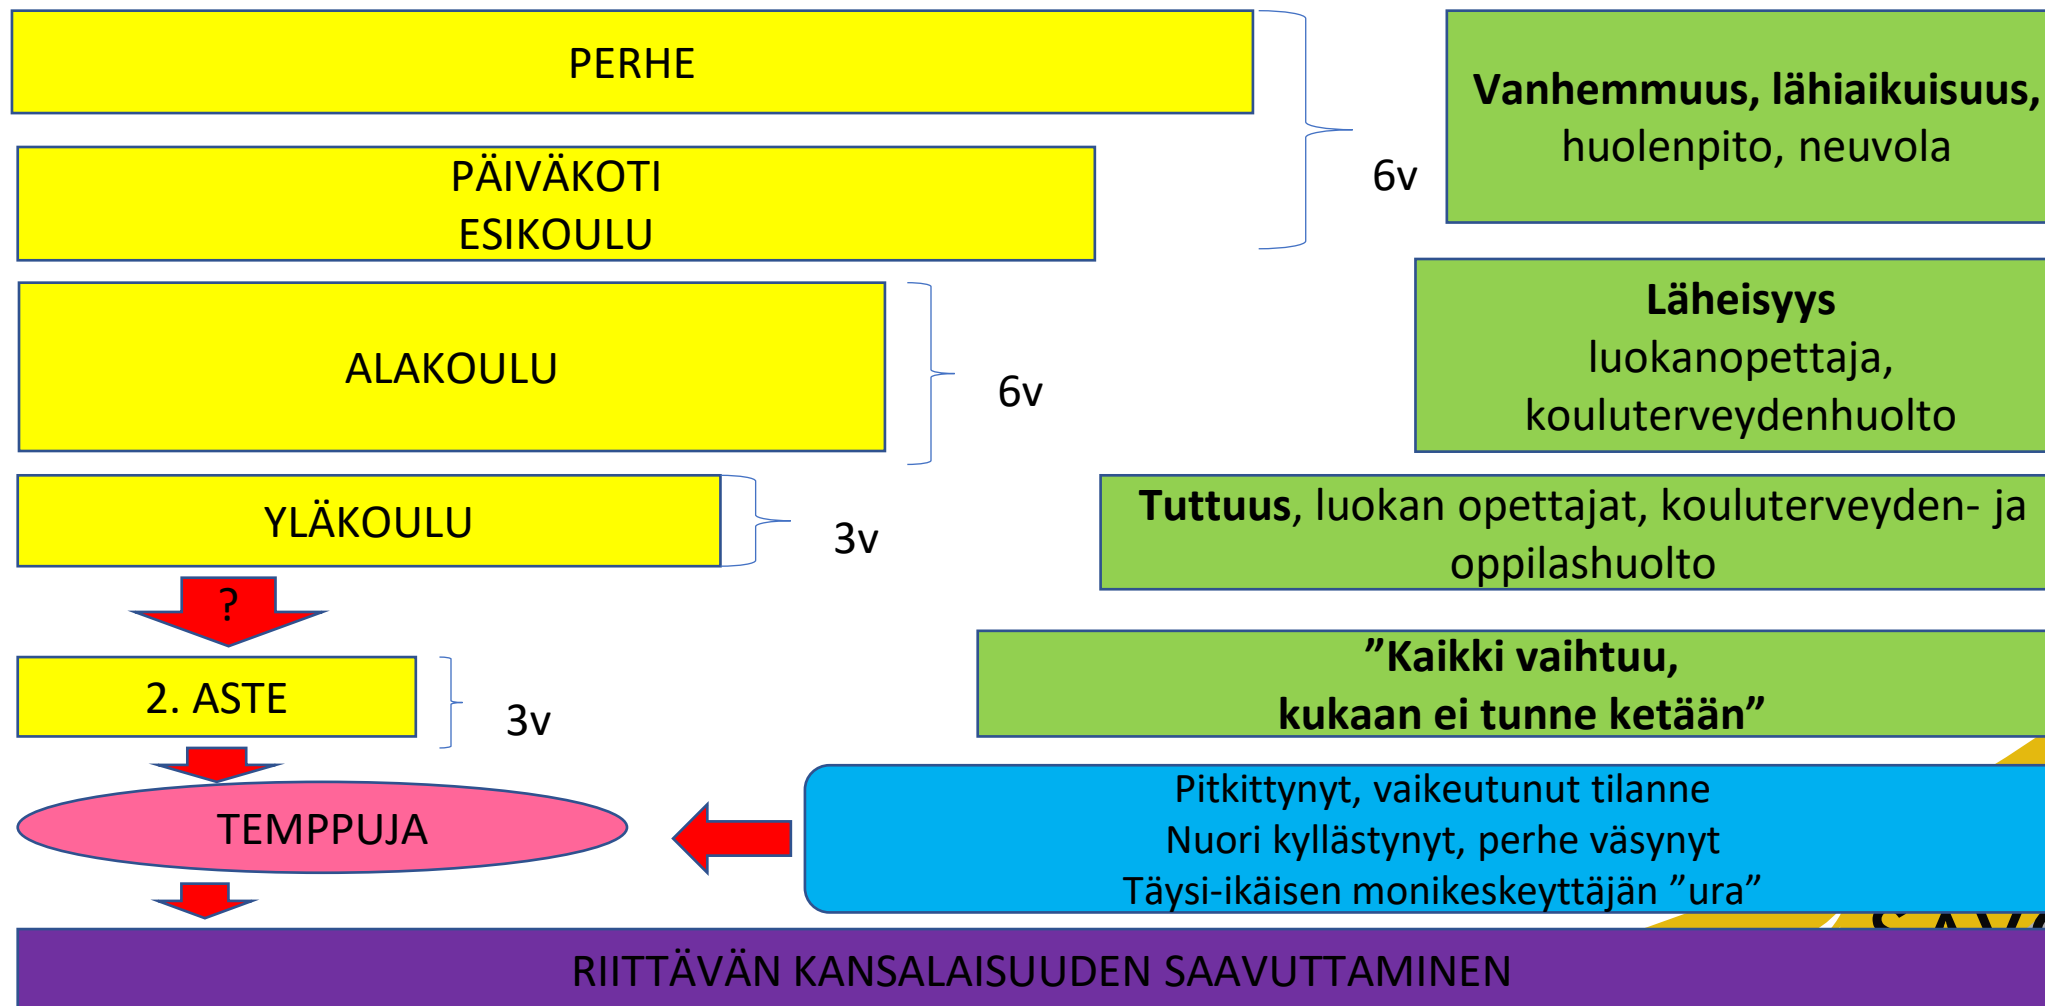 PERHE
Vanhemmuus, lähiaikuisuus,
huolenpito, neuvola
PÄIVÄKOTI
ESIKOULU
6v
ALAKOULU
6v
Läheisyys
luokanopettaja,
kouluterveydenhuolto
YLÄKOULU
3v
Tuttuus, luokan opettajat, kouluterveyden- ja
oppilashuolto
?
2. ASTE
3v
”Kaikki vaihtuu,
kukaan ei tunne ketään”
TEMPPUJA
Pitkittynyt, vaikeutunut tilanne
Nuori kyllästynyt, perhe väsynyt
Täysi-ikäisen monikeskeyttäjän ”ura”
RIITTÄVÄN KANSALAISUUDEN SAAVUTTAMINEN